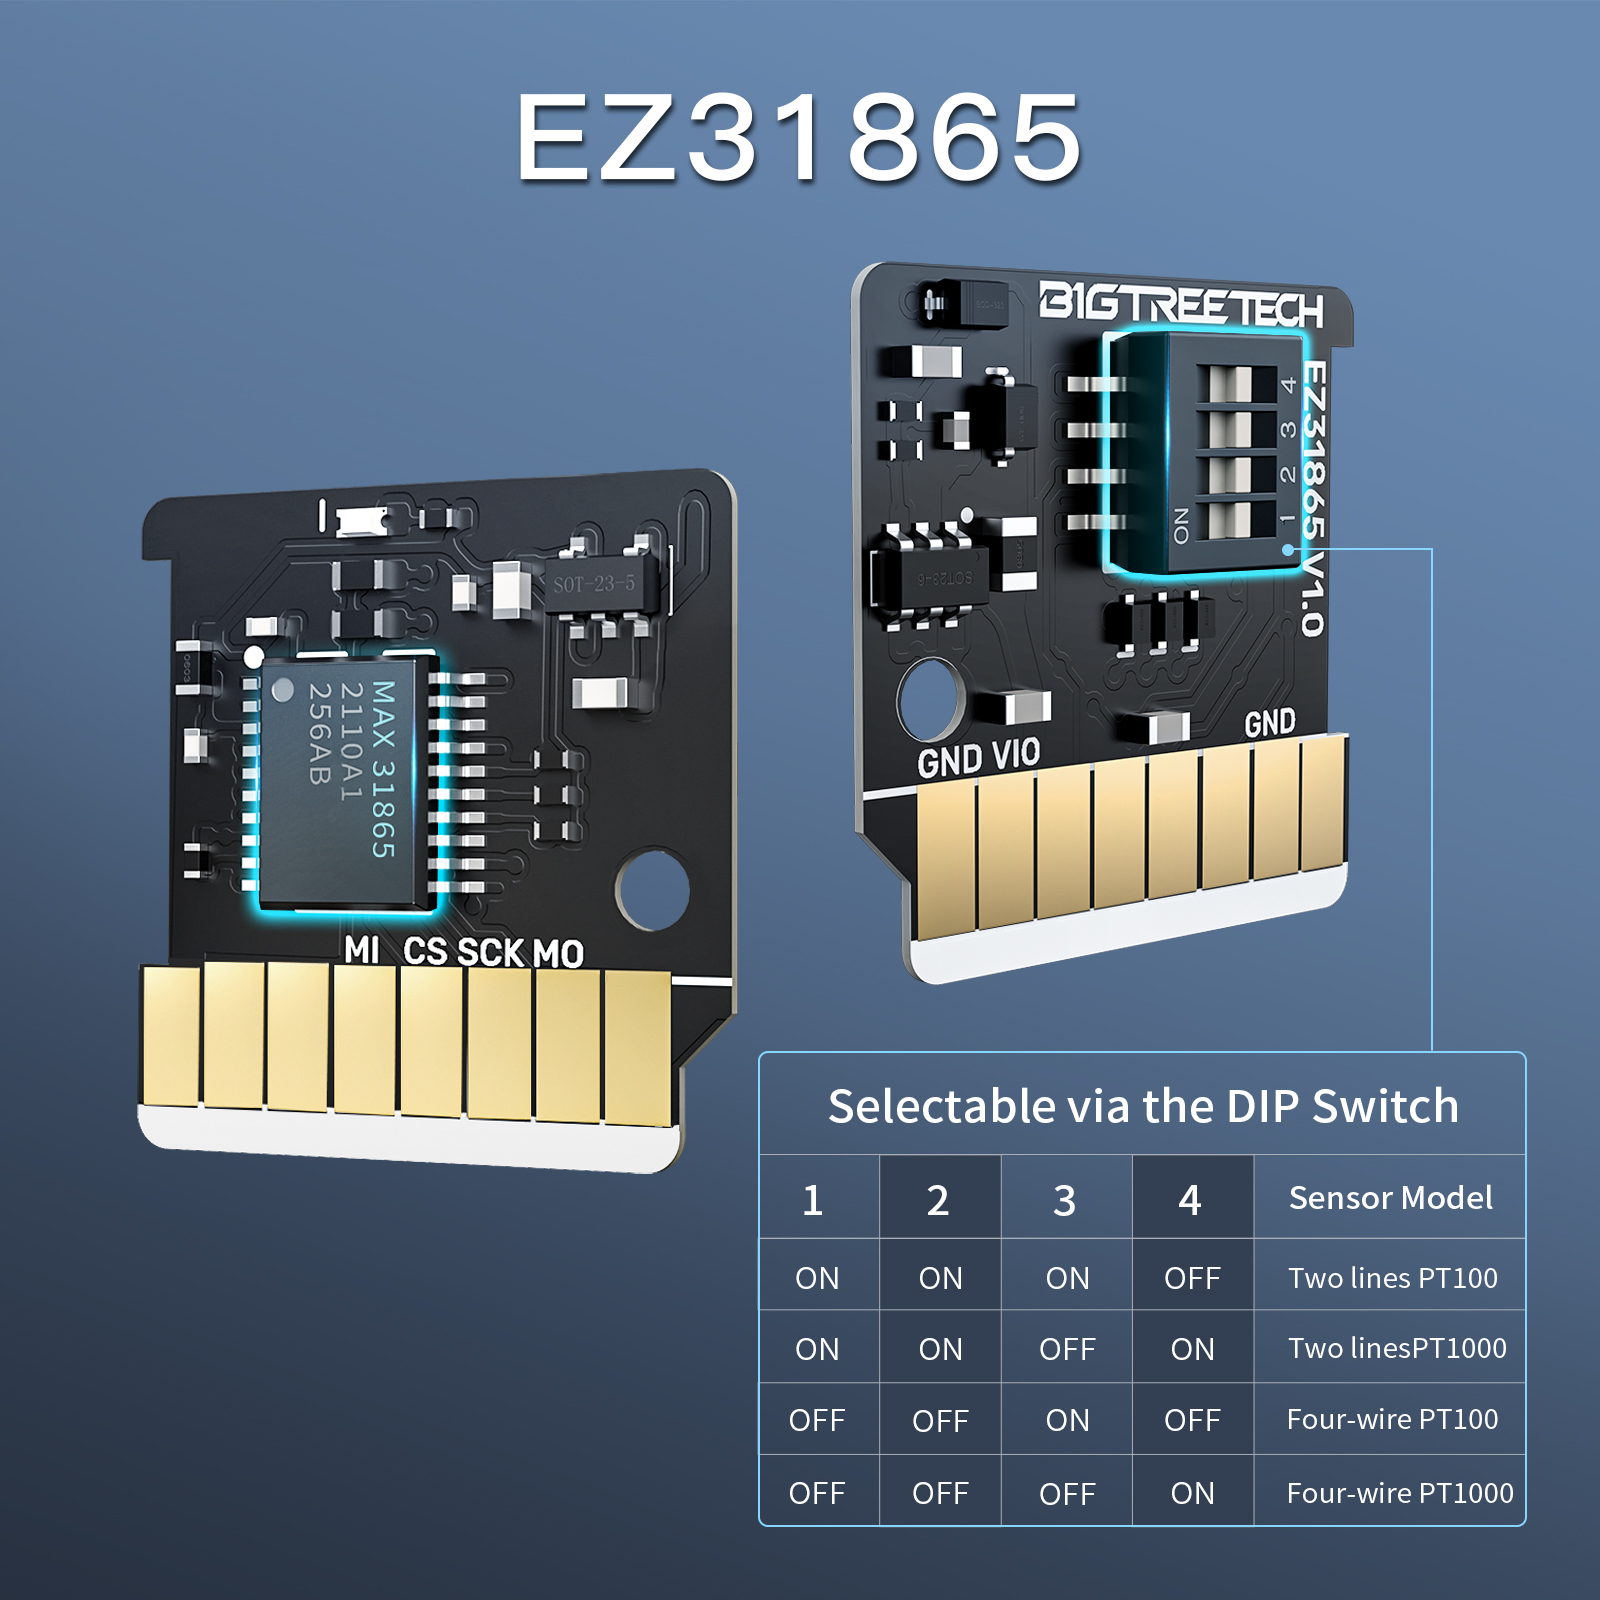 EZ31865
BIGTREETECH
EZ31865 V1.0
ON
1 2 3 4
SOT23-6
GND VIO
GND
SOT-23-5
0603
MAX 31865
2110A1
256AB
MI CS SCK MO
Selectable via the DIP Switch
1 2 3 4 Sensor Model
ON ON ON OFF Two lines PT100
ON ON OFF ON Two linesPT1000
OFF OFF ON OFF Four-wire PT100
OFF OFF OFF ON Four-wire PT1000